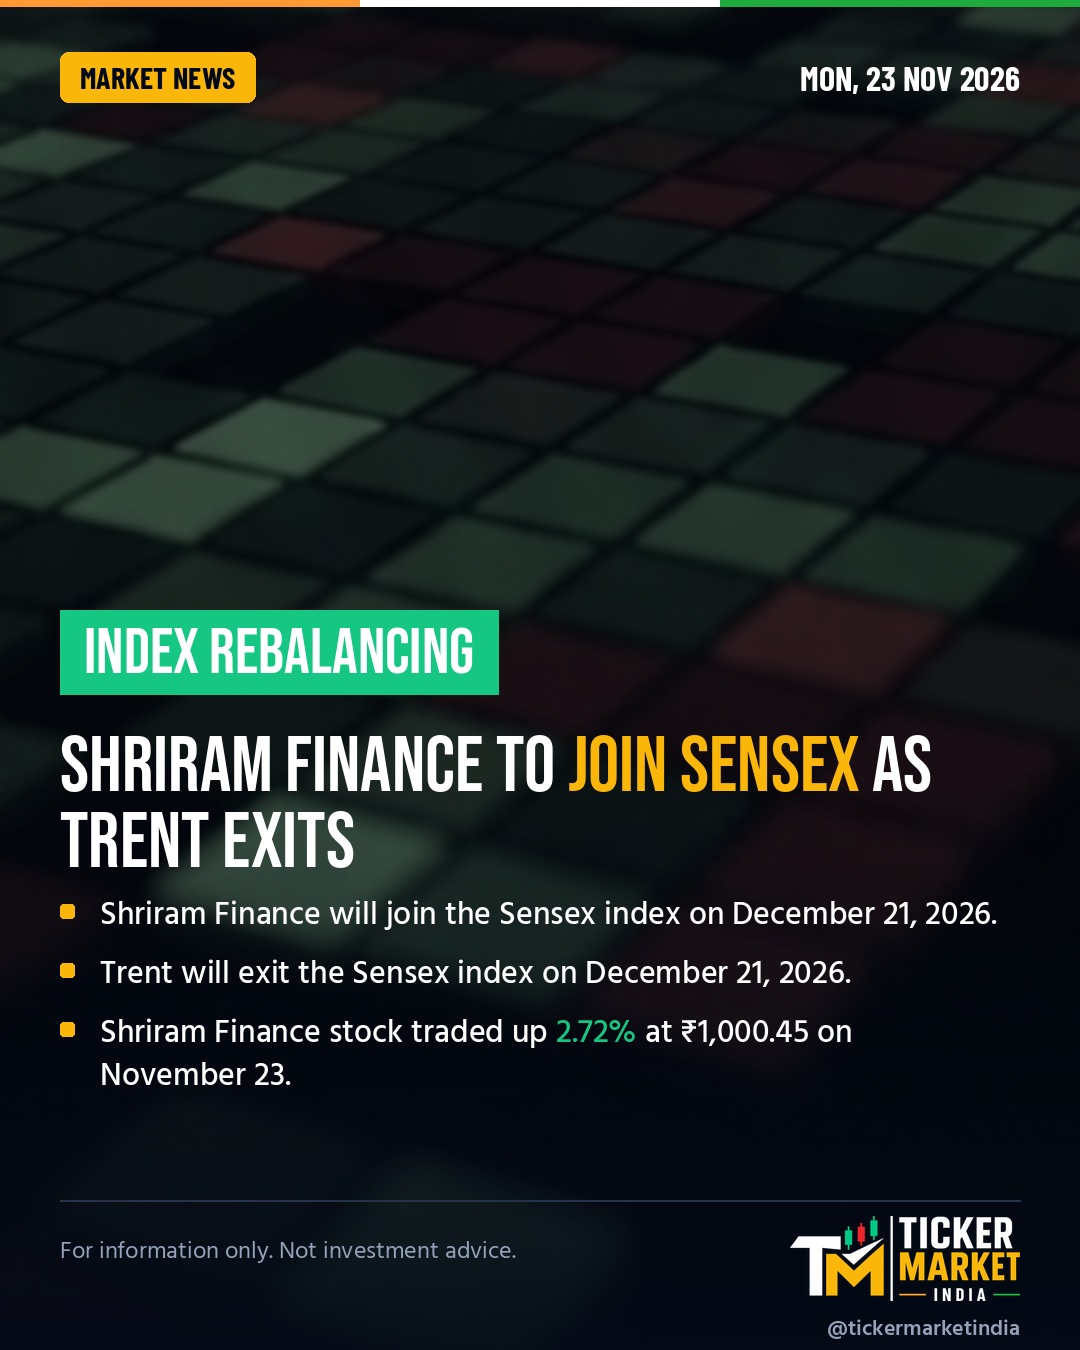 MARKET NEWS
MON, 23 NOV 2026
INDEX REBALANCING
SHRIRAM FINANCE TO JOIN SENSEX AS
TRENT EXITS
Shriram Finance will join the Sensex index on December 21, 2026.
Trent will exit the Sensex index on December 21, 2026.
Shriram Finance stock traded up 2.72% at ₹1,000.45 on
November 23.
For information only. Not investment advice.
TM
TICKER
MARKET
INDIA
@tickermarketindia